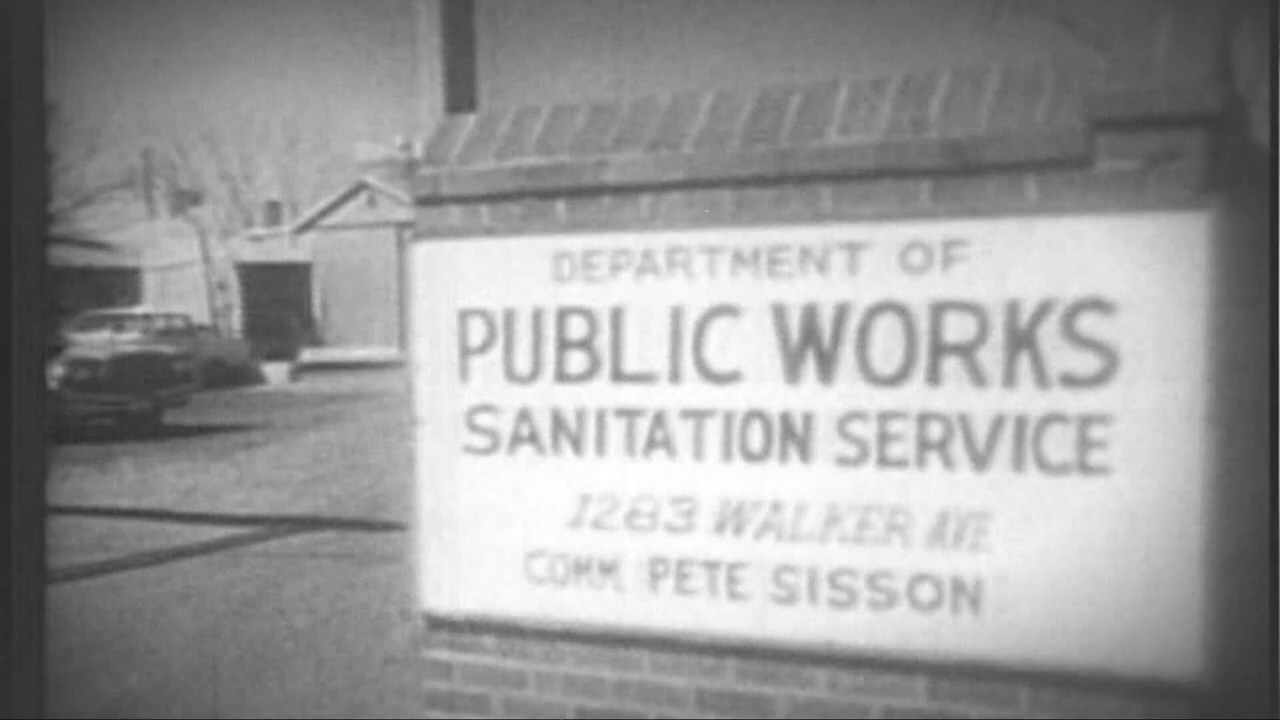 DEPARTMENT OF
PUBLIC WORKS
SANITATION SERVICE
1283 WALKER AVE
COMM. PETE SISSON